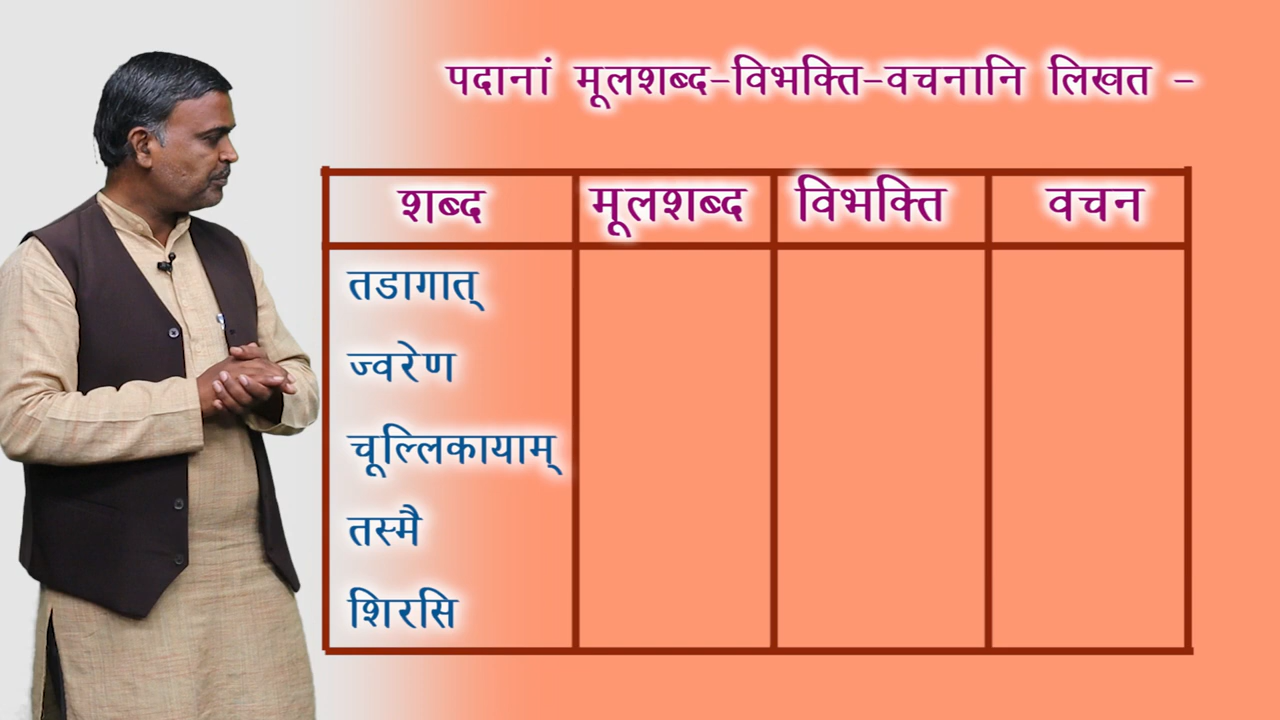 पदानां मूलशब्द-विभक्ति-वचनानि लिखत -
शब्द मूलशब्द विभक्ति वचन
तडागात्
ज्वरेण
चूल्लिकायाम्
तस्मै
शिरसि